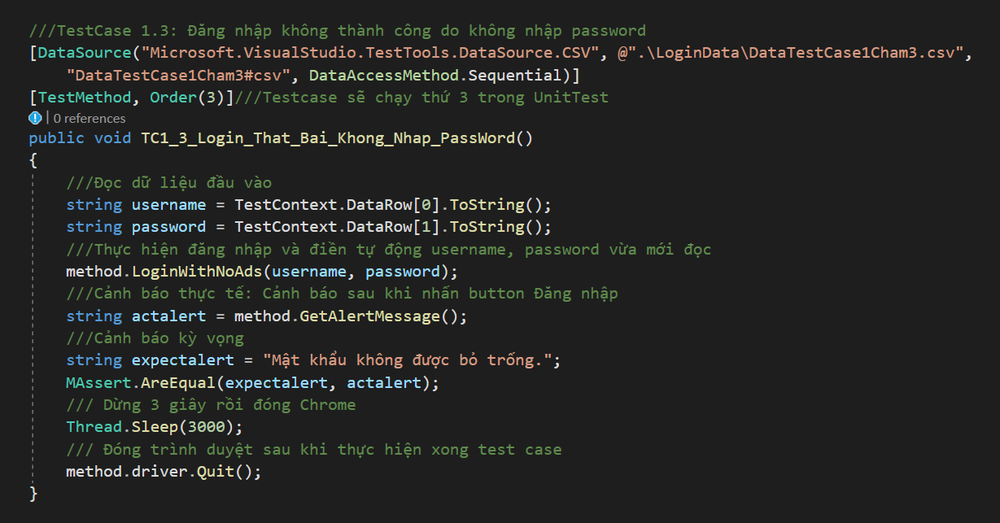 ///TestCase 1.3: Đăng nhập không thành công do không nhập password
[DataSource("Microsoft.VisualStudio.TestTools.DataSource.CSV", @".\LoginData\DataTestCase1Cham3.csv",
    "DataTestCase1Cham3#csv", DataAccessMethod.Sequential)]
[TestMethod, Order(3)]///Testcase sẽ chạy thứ 3 trong UnitTest
| 0 references
public void TC1_3_Login_That_Bai_Khong_Nhap_PassWord()
{
    ///Đọc dữ liệu đầu vào
    string username = TestContext.DataRow[0].ToString();
    string password = TestContext.DataRow[1].ToString();
    ///Thực hiện đăng nhập và điền tự động username, password vừa mới đọc
    method.LoginWithNoAds(username, password);
    ///Cảnh báo thực tế: Cảnh báo sau khi nhấn button Đăng nhập
    string actalert = method.GetAlertMessage();
    ///Cảnh báo kỳ vọng
    string expectalert = "Mật khẩu không được bỏ trống.";
    MAssert.AreEqual(expectalert, actalert);
    /// Dừng 3 giây rồi đóng Chrome
    Thread.Sleep(3000);
    /// Đóng trình duyệt sau khi thực hiện xong test case
    method.driver.Quit();
}